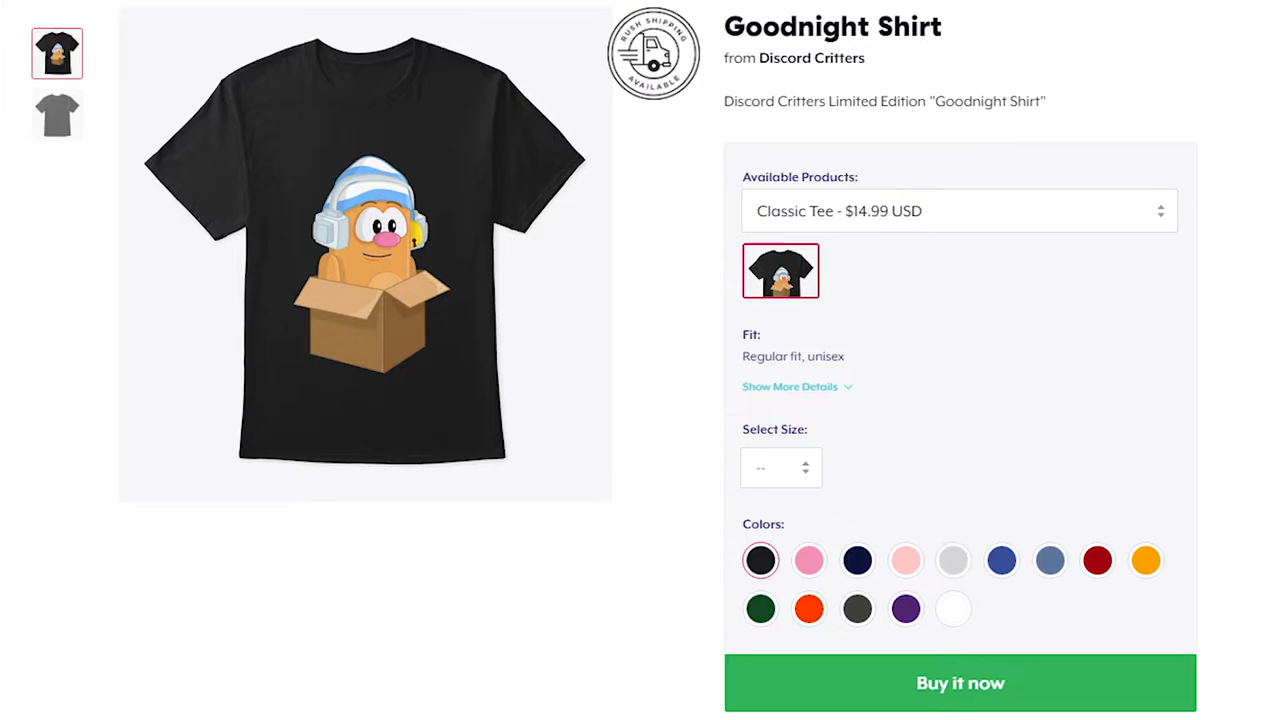 RUSH SHIPPING
AVAILABLE
Goodnight Shirt
from Discord Critters
Discord Critters Limited Edition "Goodnight Shirt"
Available Products:
Classic Tee - $14.99 USD
Fit:
Regular fit, unisex
Show More Details
Select Size:
--
Colors:
Buy it now